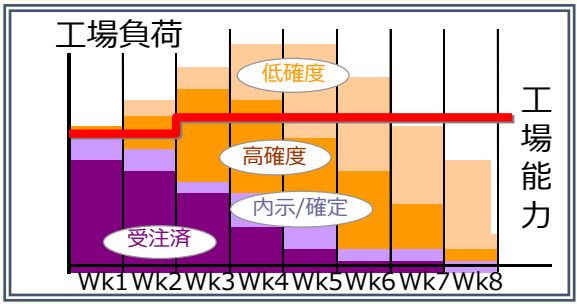 工場負荷
低確度
高確度
内示/確定
受注済
工場能力
Wk1 Wk2 Wk3 Wk4 Wk5 Wk6 Wk7 Wk8